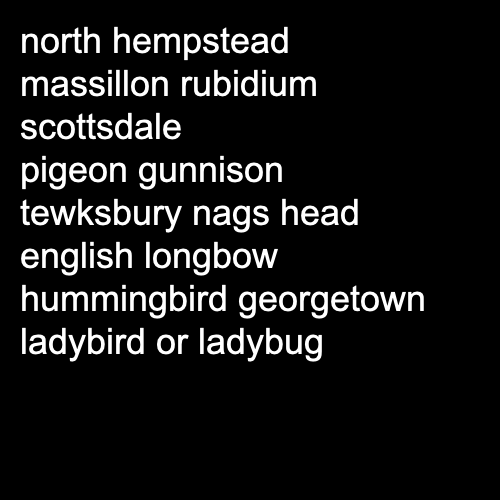 north hempstead
massillon rubidium
scottsdale
pigeon gunnison
tewksbury nags head
english longbow
hummingbird georgetown
ladybird or ladybug